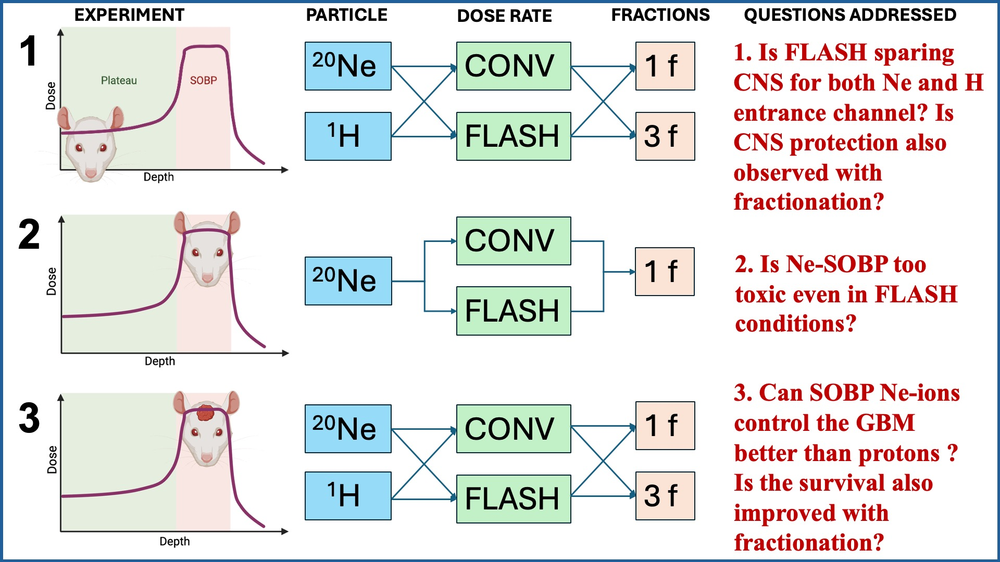 EXPERIMENT
PARTICLE
DOSE RATE
FRACTIONS
QUESTIONS ADDRESSED
1
Dose
Plateau
SOBP
Depth
²⁰Ne
¹H
CONV
FLASH
1 f
3 f
1. Is FLASH sparing
CNS for both Ne and H
entrance channel? Is
CNS protection also
observed with
fractionation?
2
Dose
Depth
²⁰Ne
CONV
FLASH
1 f
2. Is Ne-SOBP too
toxic even in FLASH
conditions?
3
Dose
Depth
²⁰Ne
¹H
CONV
FLASH
1 f
3 f
3. Can SOBP Ne-ions
control the GBM
better than protons ?
Is the survival also
improved with
fractionation?